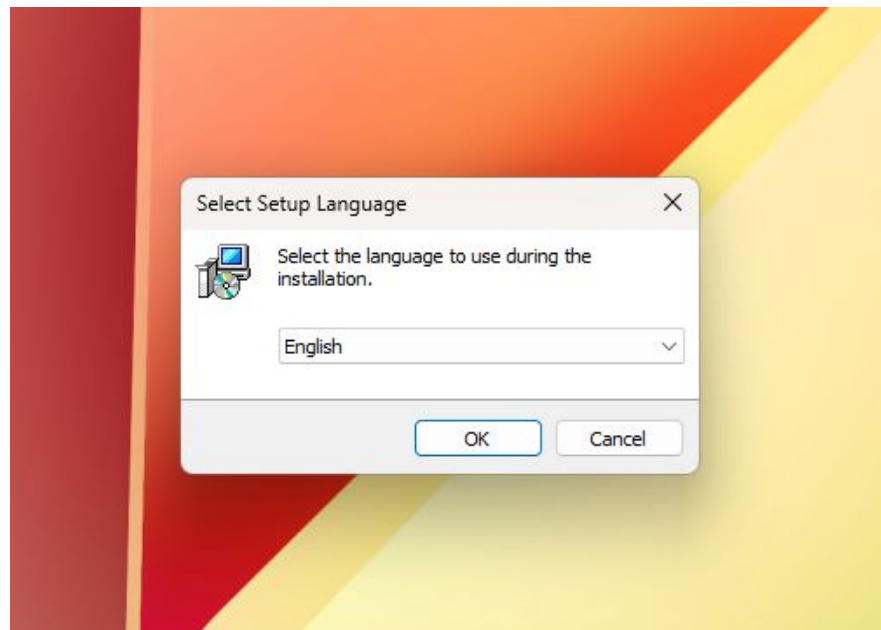 Select Setup Language
Select the language to use during the
installation.
English
OK
Cancel